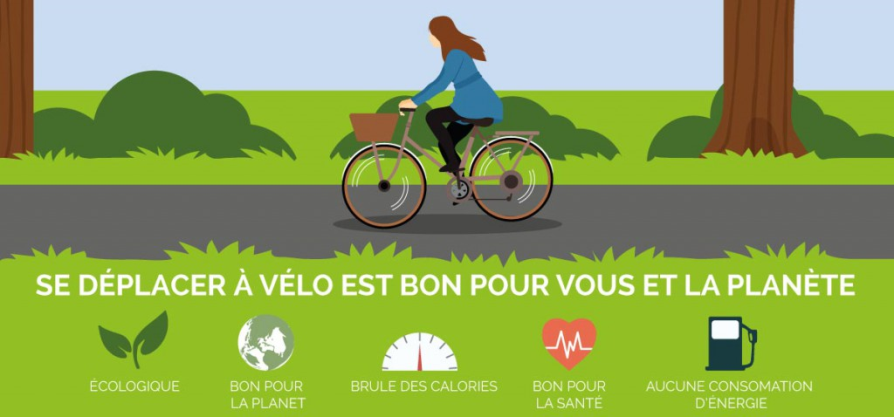 SE DÉPLACER À VÉLO EST BON POUR VOUS ET LA PLANÈTE
ÉCOLOGIQUE
BON POUR
LA PLANET
BRULE DES CALORIES
BON POUR
LA SANTÉ
AUCUNE CONSOMATION
D'ÉNERGIE